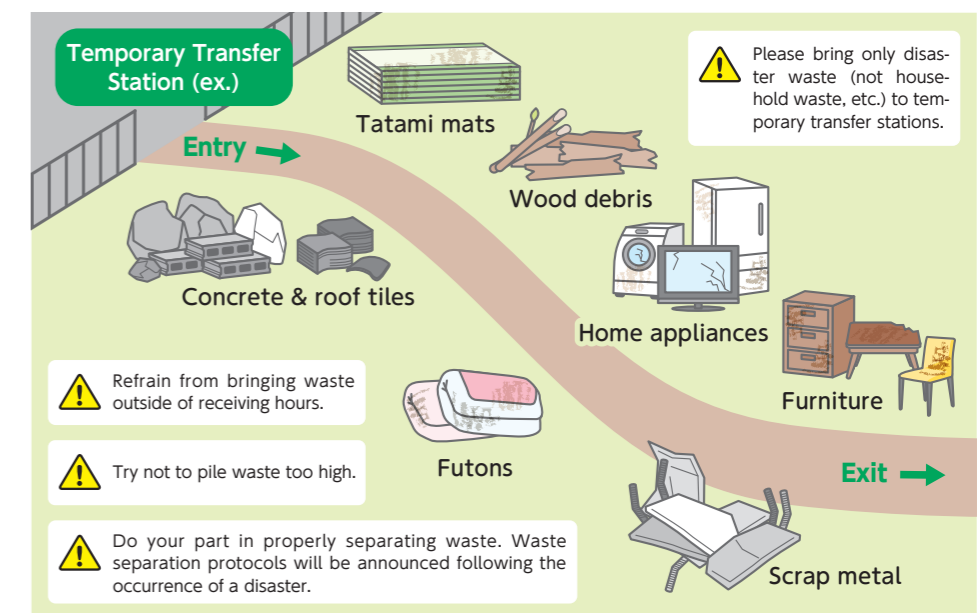 Temporary Transfer
Station (ex.)
Please bring only disas-
ter waste (not house-
hold waste, etc.) to tem-
porary transfer stations.
Tatami mats
Entry
Wood debris
Concrete & roof tiles
Home appliances
Refrain from bringing waste
outside of receiving hours.
Furniture
Futons
Try not to pile waste too high.
Exit
Do your part in properly separating waste. Waste
separation protocols will be announced following the
occurrence of a disaster.
Scrap metal